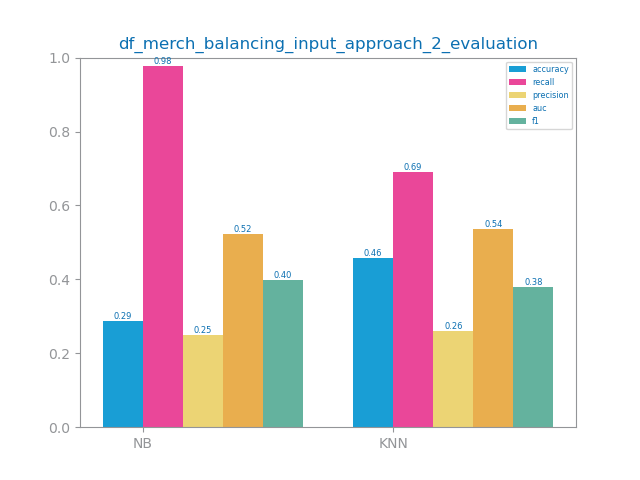 df_merch_balancing_input_approach_2_evaluation
1.0
0.8
0.6
0.4
0.2
0.0
0.29
0.98
0.25
0.52
0.40
0.46
0.69
0.26
0.54
0.38
accuracy
recall
precision
auc
f1
NB
KNN